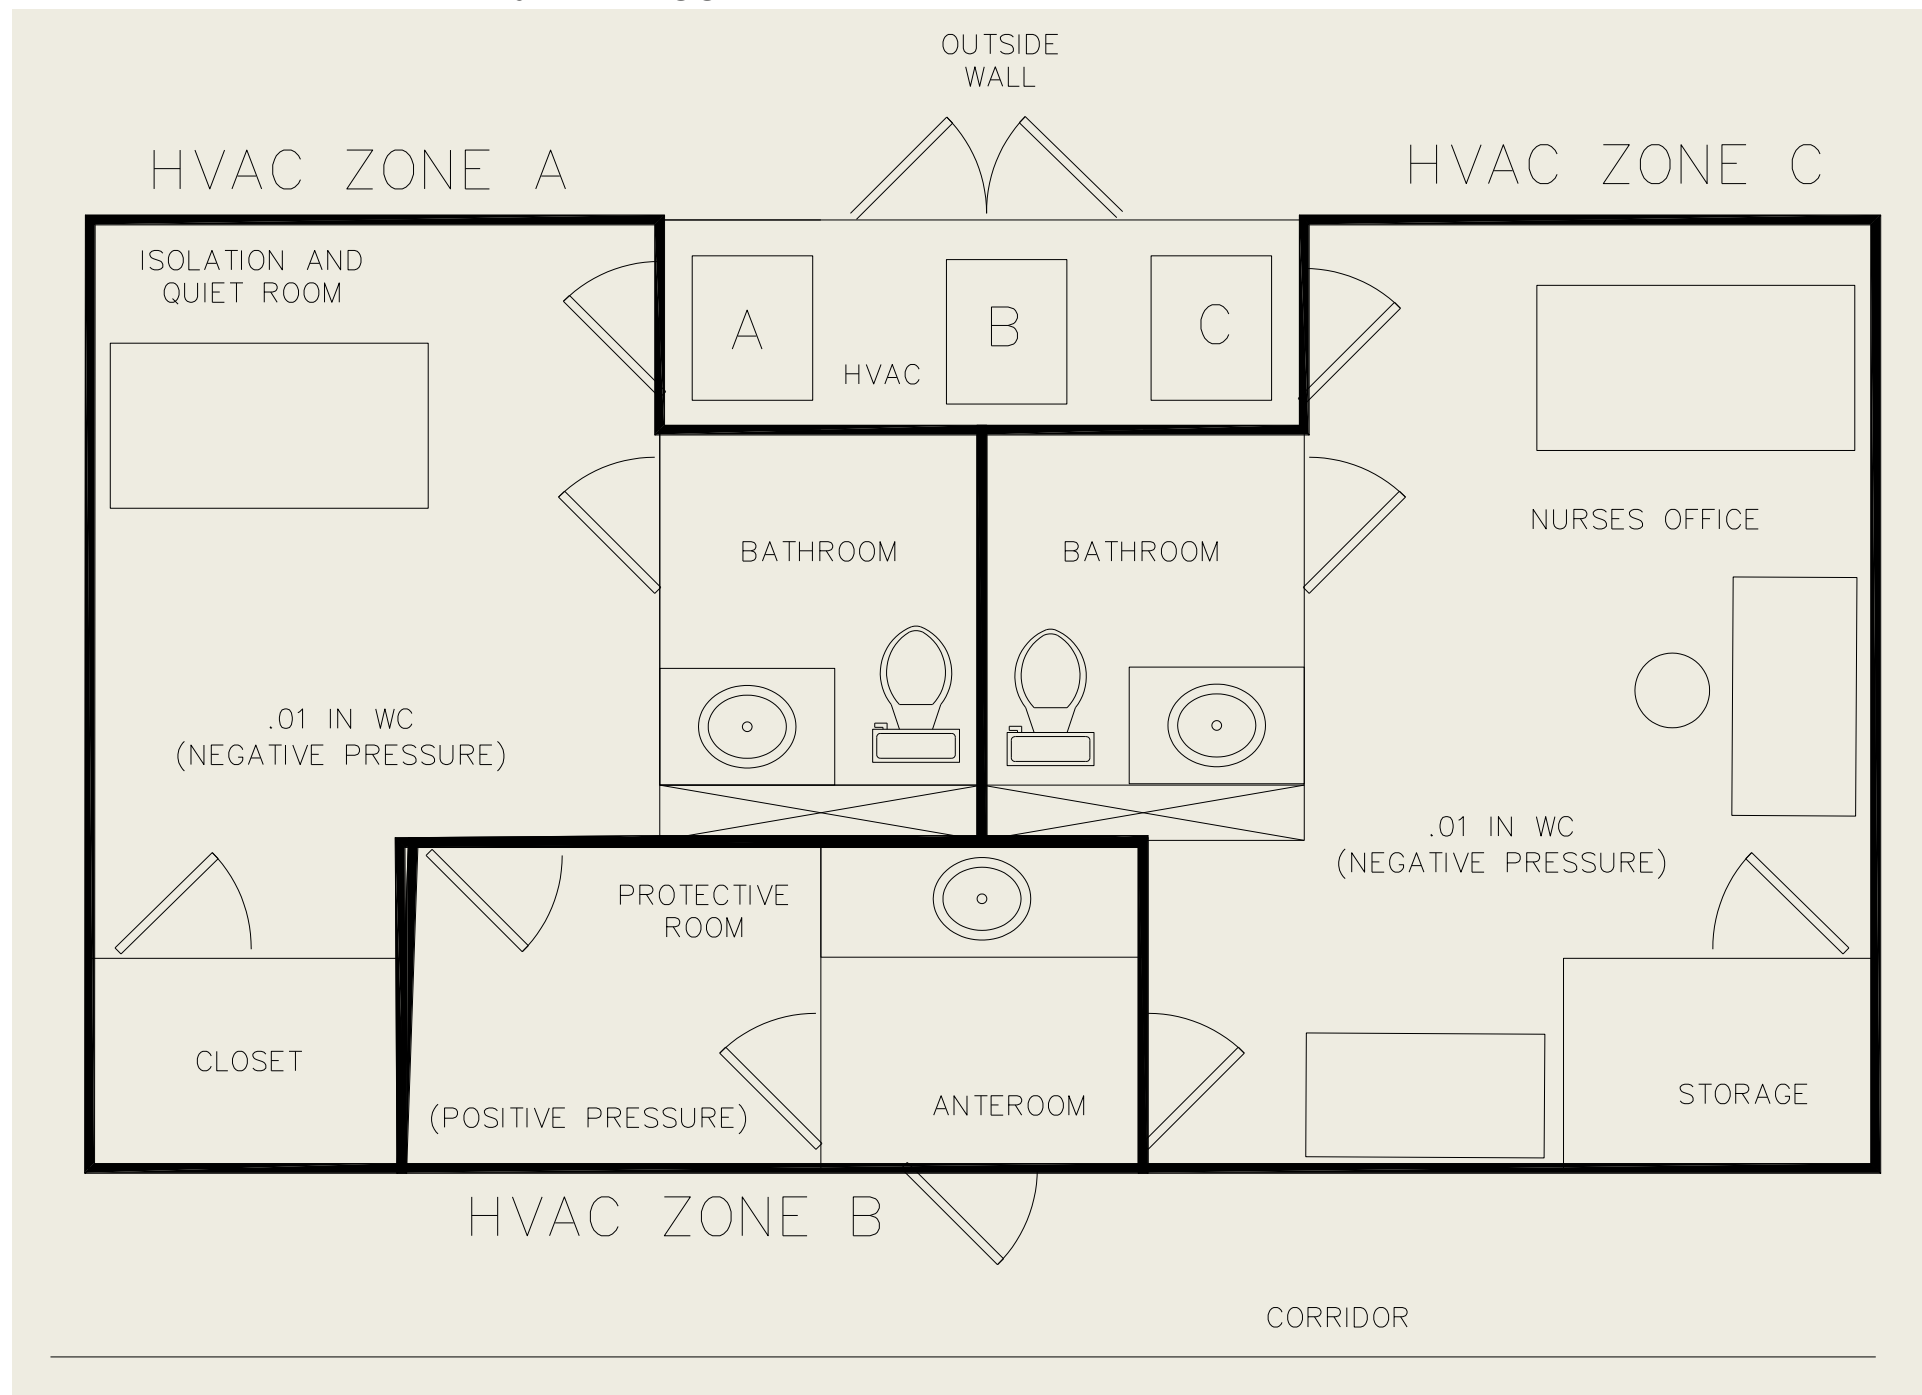 OUTSIDE
WALL
HVAC ZONE A
HVAC ZONE C
ISOLATION AND
QUIET ROOM
A
B
C
HVAC
NURSES OFFICE
BATHROOM
BATHROOM
.01 IN WC
(NEGATIVE PRESSURE)
.01 IN WC
(NEGATIVE PRESSURE)
PROTECTIVE
ROOM
CLOSET
(POSITIVE PRESSURE)
ANTEROOM
STORAGE
HVAC ZONE B
CORRIDOR